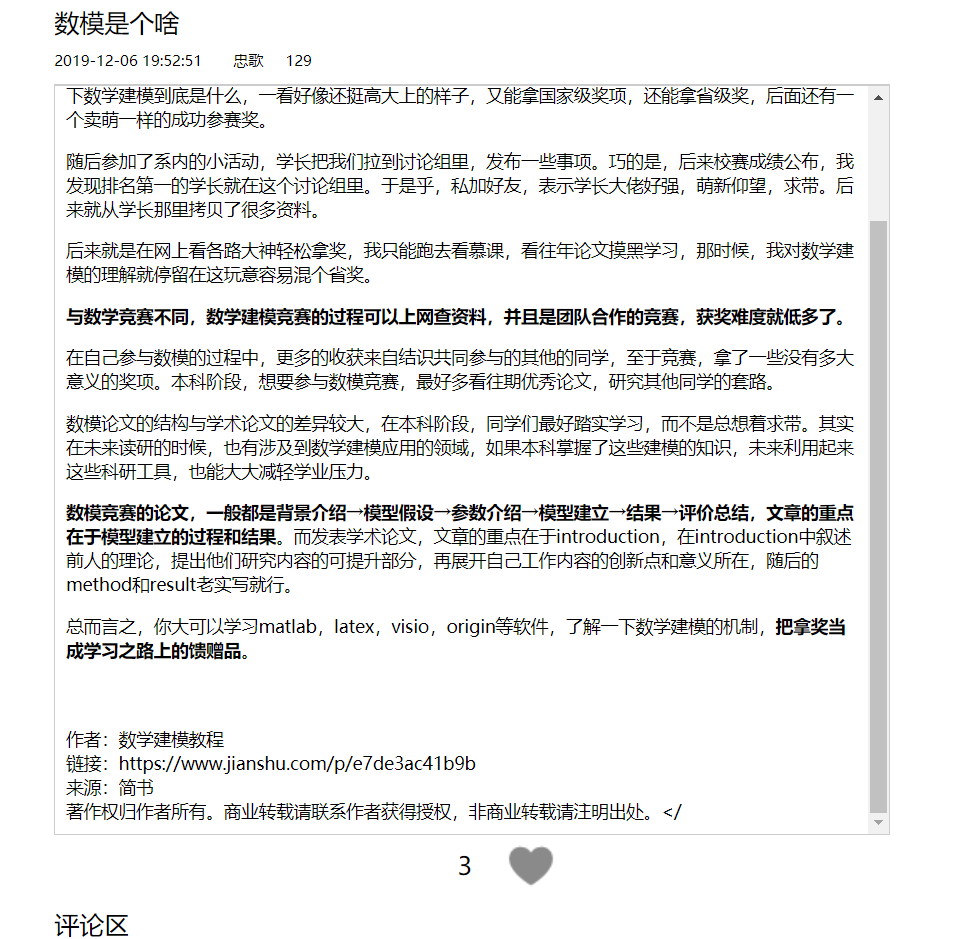 数模是个啥
2019-12-06 19:52:51 忠歌 129
下数学建模到底是什么，一看好像还挺高大上的样子，又能拿国家级奖项，还能拿省级奖，后面还有一
个卖萌一样的成功参赛奖。
随后参加了系内的小活动，学长把我们拉到讨论组里，发布一些事项。巧的是，后来校赛成绩公布，我
发现排名第一的学长就在这个讨论组里。于是乎，私加好友，表示学长大佬好强，萌新仰望，求带。后
来就从学长那里拷贝了很多资料。
后来就是在网上看各路大神轻松拿奖，我只能跑去看慕课，看往年论文摸黑学习，那时候，我对数学建
模的理解就停留在这玩意容易混个省奖。
与数学竞赛不同，数学建模竞赛的过程可以上网查资料，并且是团队合作的竞赛，获奖难度就低多了。
在自己参与数模的过程中，更多的收获来自结识共同参与的其他的同学，至于竞赛，拿了一些没有多大
意义的奖项。本科阶段，想要参与数模竞赛，最好多看往期优秀论文，研究其他同学的套路。
数模论文的结构与学术论文的差异较大，在本科阶段，同学们最好踏实学习，而不是总想着求带。其实
在未来读研的时候，也有涉及到数学建模应用的领域，如果本科掌握了这些建模的知识，未来利用起来
这些科研工具，也能大大减轻学业压力。
数模竞赛的论文，一般都是背景介绍→模型假设→参数介绍→模型建立→结果→评价总结，文章的重点
在于模型建立的过程和结果。而发表学术论文，文章的重点在于introduction，在introduction中叙述
前人的理论，提出他们研究内容的可提升部分，再展开自己工作内容的创新点和意义所在，随后的
method和result老实写就行。
总而言之，你大可以学习matlab，latex，visio，origin等软件，了解一下数学建模的机制，把拿奖当
成学习之路上的馈赠品。
作者：数学建模教程
链接：https://www.jianshu.com/p/e7de3ac41b9b
来源：简书
著作权归作者所有。商业转载请联系作者获得授权，非商业转载请注明出处。</
3
评论区